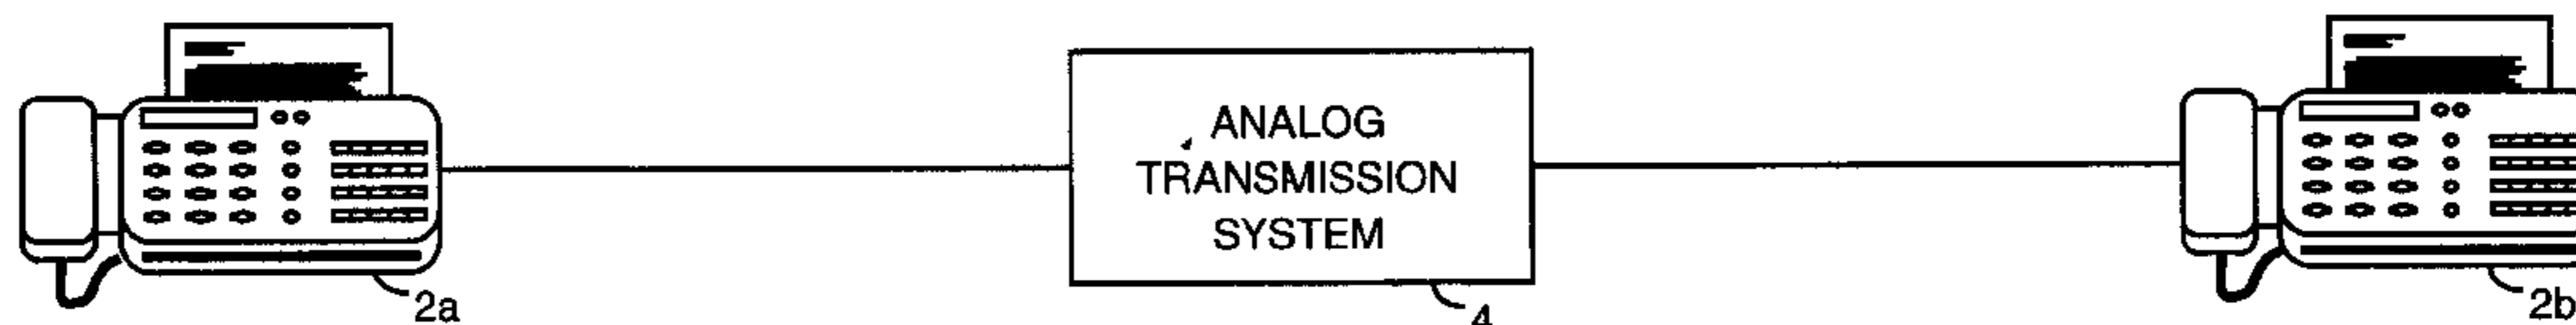 ANALOG
TRANSMISSION
SYSTEM
2a
4
2b